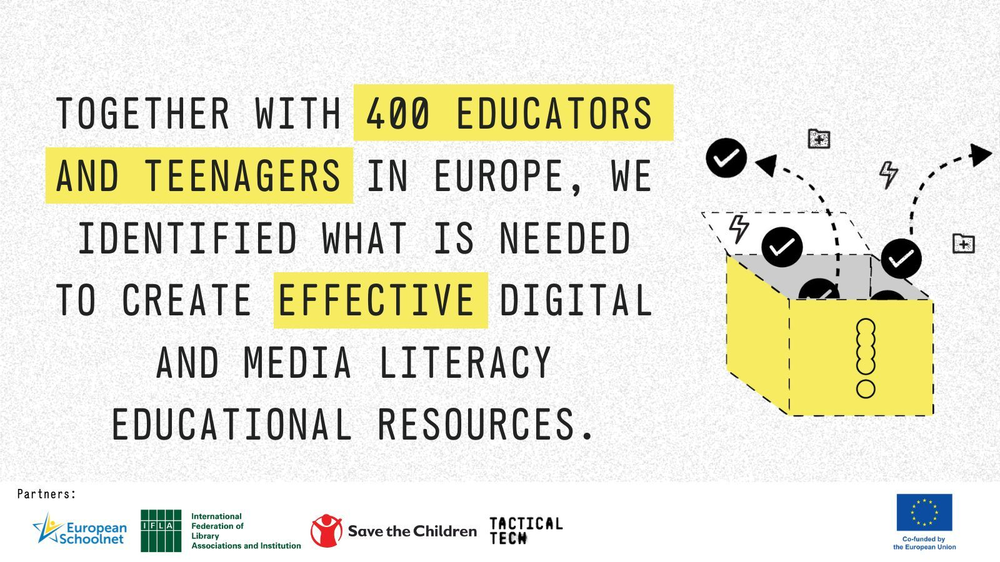 TOGETHER WITH 400 EDUCATORS
AND TEENAGERS IN EUROPE, WE
IDENTIFIED WHAT IS NEEDED
TO CREATE EFFECTIVE DIGITAL
AND MEDIA LITERACY
EDUCATIONAL RESOURCES.
Partners:
European
Schoolnet
IFLA
International
Federation of
Library
Associations and Institution
Save the Children
TACTICAL
TECH
Co-funded by
the European Union